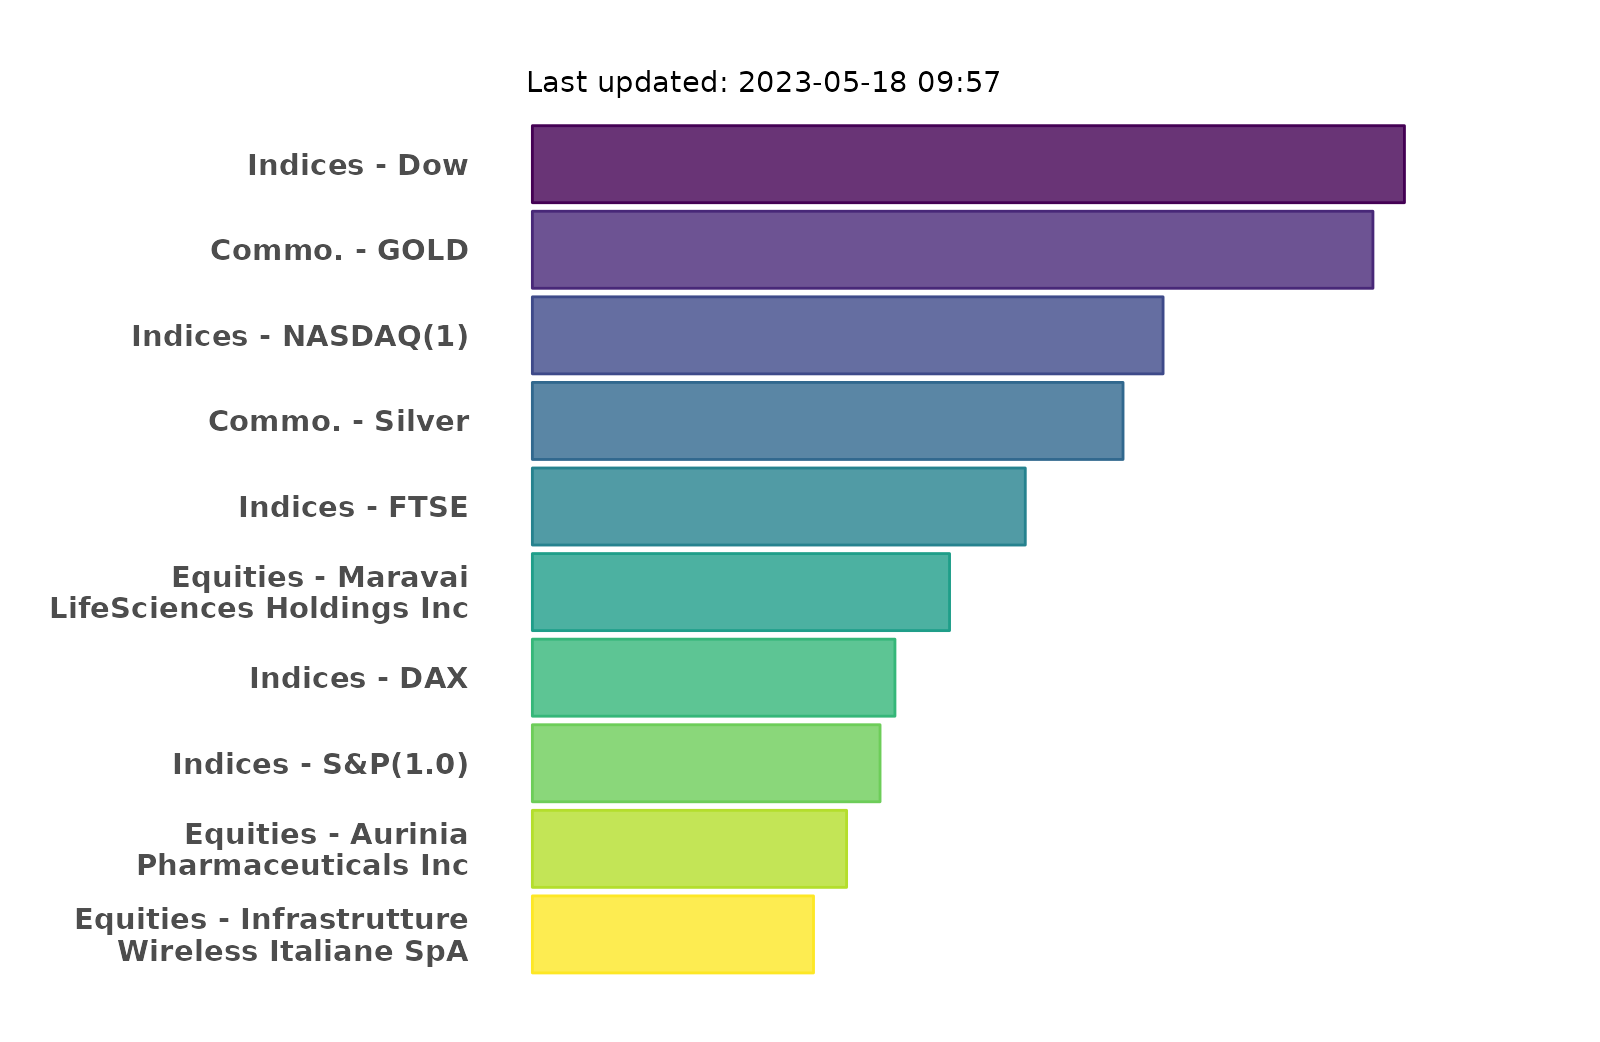 Last updated: 2023-05-18 09:57
Indices - Dow
Commo. - GOLD
Indices - NASDAQ(1)
Commo. - Silver
Indices - FTSE
Equities - Maravai
LifeSciences Holdings Inc
Indices - DAX
Indices - S&P(1.0)
Equities - Aurinia
Pharmaceuticals Inc
Equities - Infrastrutture
Wireless Italiane SpA